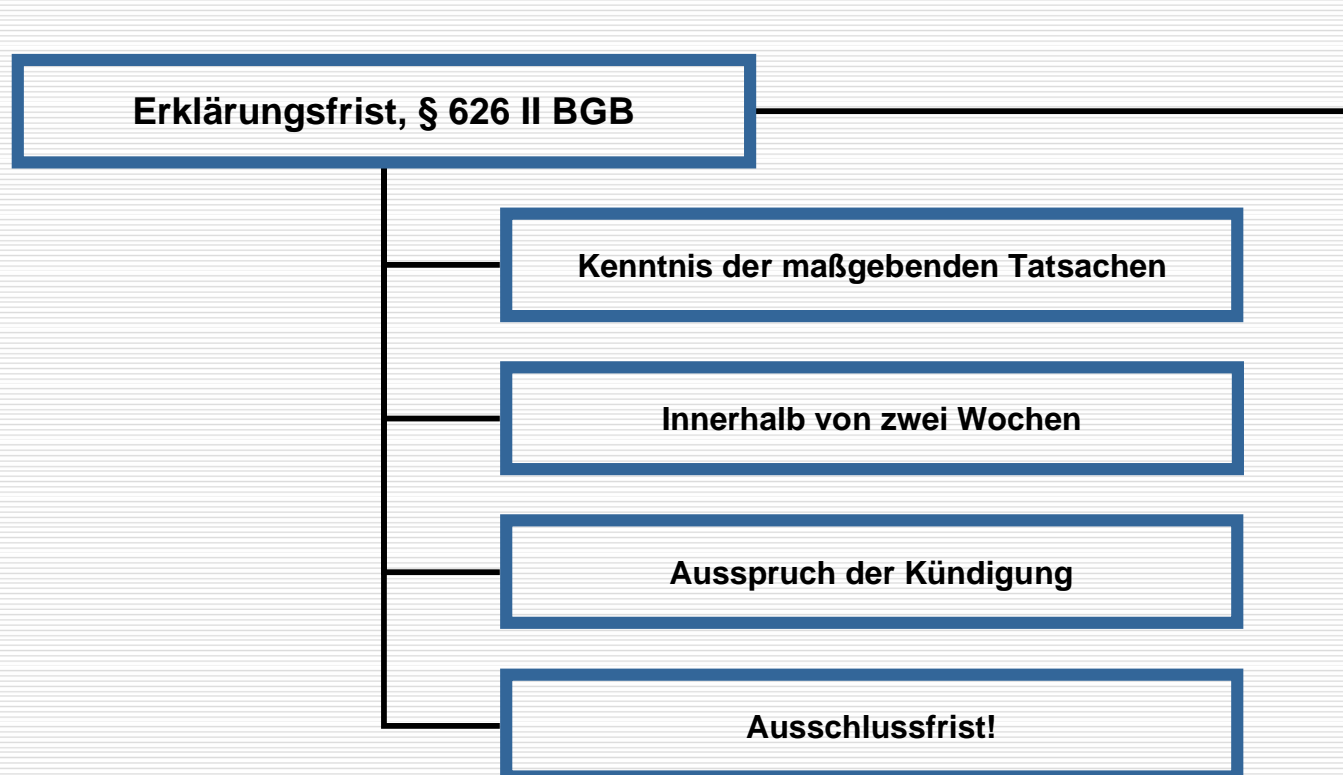 Erklärungsfrist, § 626 II BGB
Kenntnis der maßgebenden Tatsachen
Innerhalb von zwei Wochen
Ausspruch der Kündigung
Ausschlussfrist!